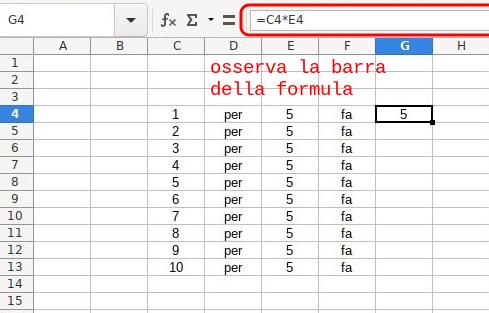 G4 fx Σ = =C4*E4
A B C D E F G H
1 osserva la barra
2 della formula
3
4 1 per 5 fa 5
5 2 per 5 fa
6 3 per 5 fa
7 4 per 5 fa
8 5 per 5 fa
9 6 per 5 fa
10 7 per 5 fa
11 8 per 5 fa
12 9 per 5 fa
13 10 per 5 fa
14
15